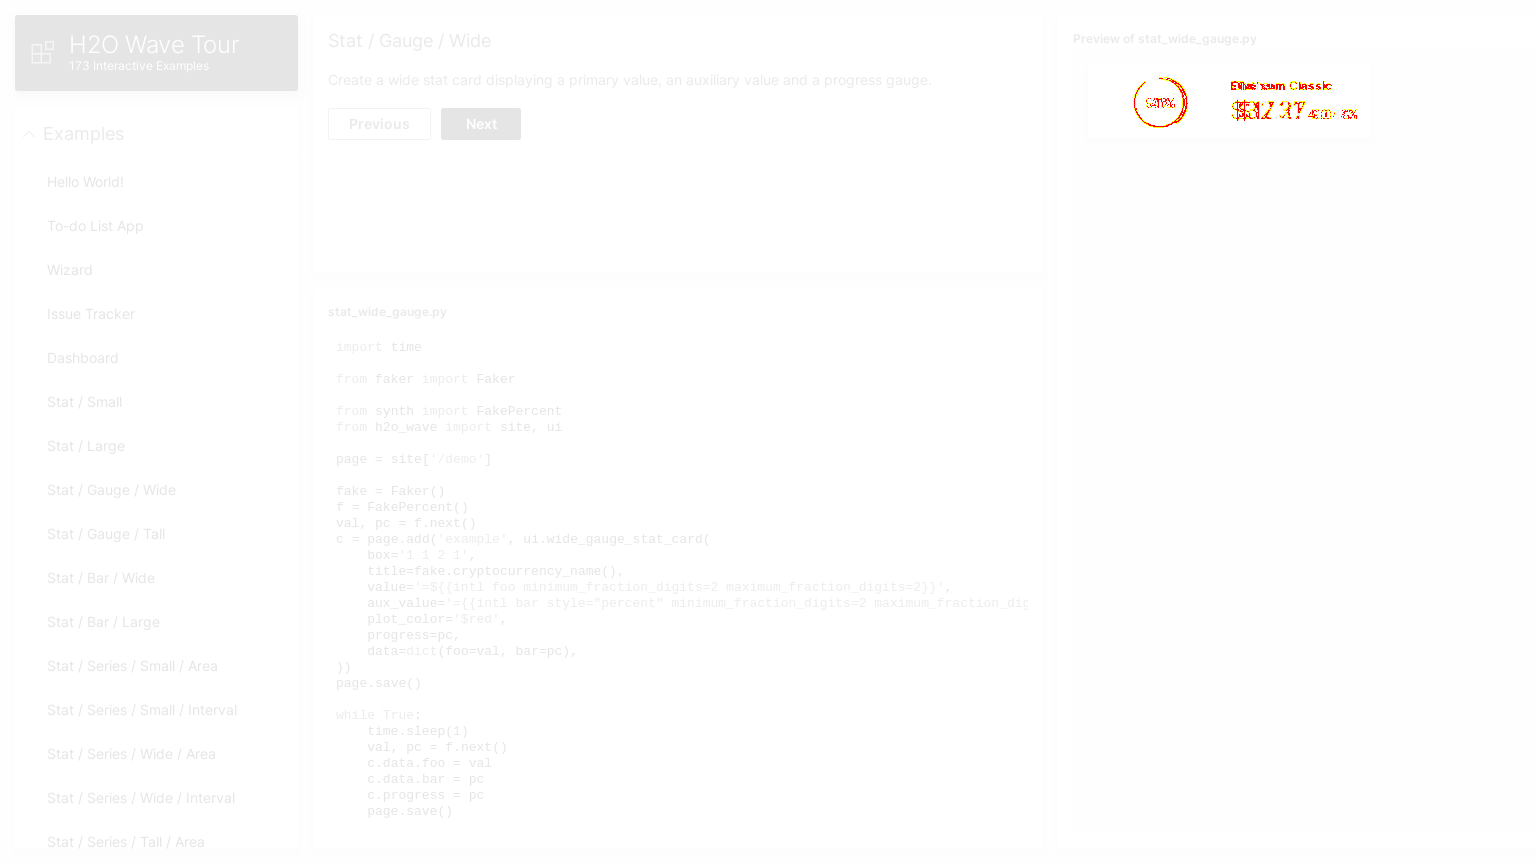 H2O Wave Tour
173 Interactive Examples
Examples
Hello World!
To-do List App
Wizard
Issue Tracker
Dashboard
Stat / Small
Stat / Large
Stat / Gauge / Wide
Stat / Gauge / Tall
Stat / Bar / Wide
Stat / Bar / Large
Stat / Series / Small / Area
Stat / Series / Small / Interval
Stat / Series / Wide / Area
Stat / Series / Wide / Interval
Stat / Series / Tall / Area
Stat / Gauge / Wide
Create a wide stat card displaying a primary value, an auxiliary value and a progress gauge.
Previous
Next
stat_wide_gauge.py
import time
from faker import Faker
from synth import FakePercent
from h2o_wave import site, ui
page = site['/demo']
fake = Faker()
f = FakePercent()
val, pc = f.next()
c = page.add('example', ui.wide_gauge_stat_card(
    box='1 1 2 1',
    title=fake.cryptocurrency_name(),
    value='=${{intl foo minimum_fraction_digits=2 maximum_fraction_digits=2}}',
    aux_value='={{intl bar style="percent" minimum_fraction_digits=2 maximum_fraction_dig
    plot_color='$red',
    progress=pc,
    data=dict(foo=val, bar=pc),
))
page.save()
while True:
    time.sleep(1)
    val, pc = f.next()
    c.data.foo = val
    c.data.bar = pc
    c.progress = pc
    page.save()
Preview of stat_wide_gauge.py
Classic